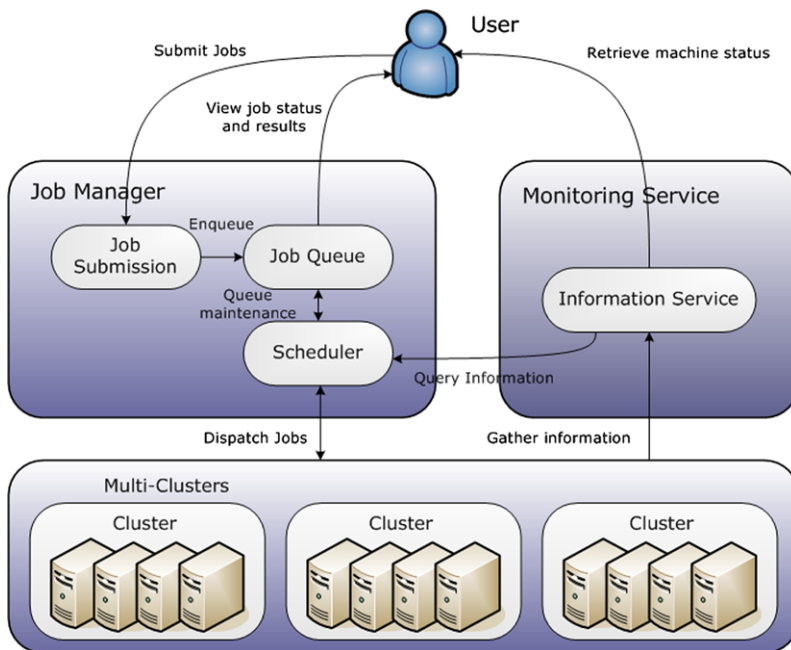 User
Submit Jobs
Retrieve machine status
View job status
and results
Job Manager
Monitoring Service
Enqueue
Job
Submission
Job Queue
Queue
maintenance
Information Service
Scheduler
Query Information
Dispatch Jobs
Gather information
Multi-Clusters
Cluster
Cluster
Cluster